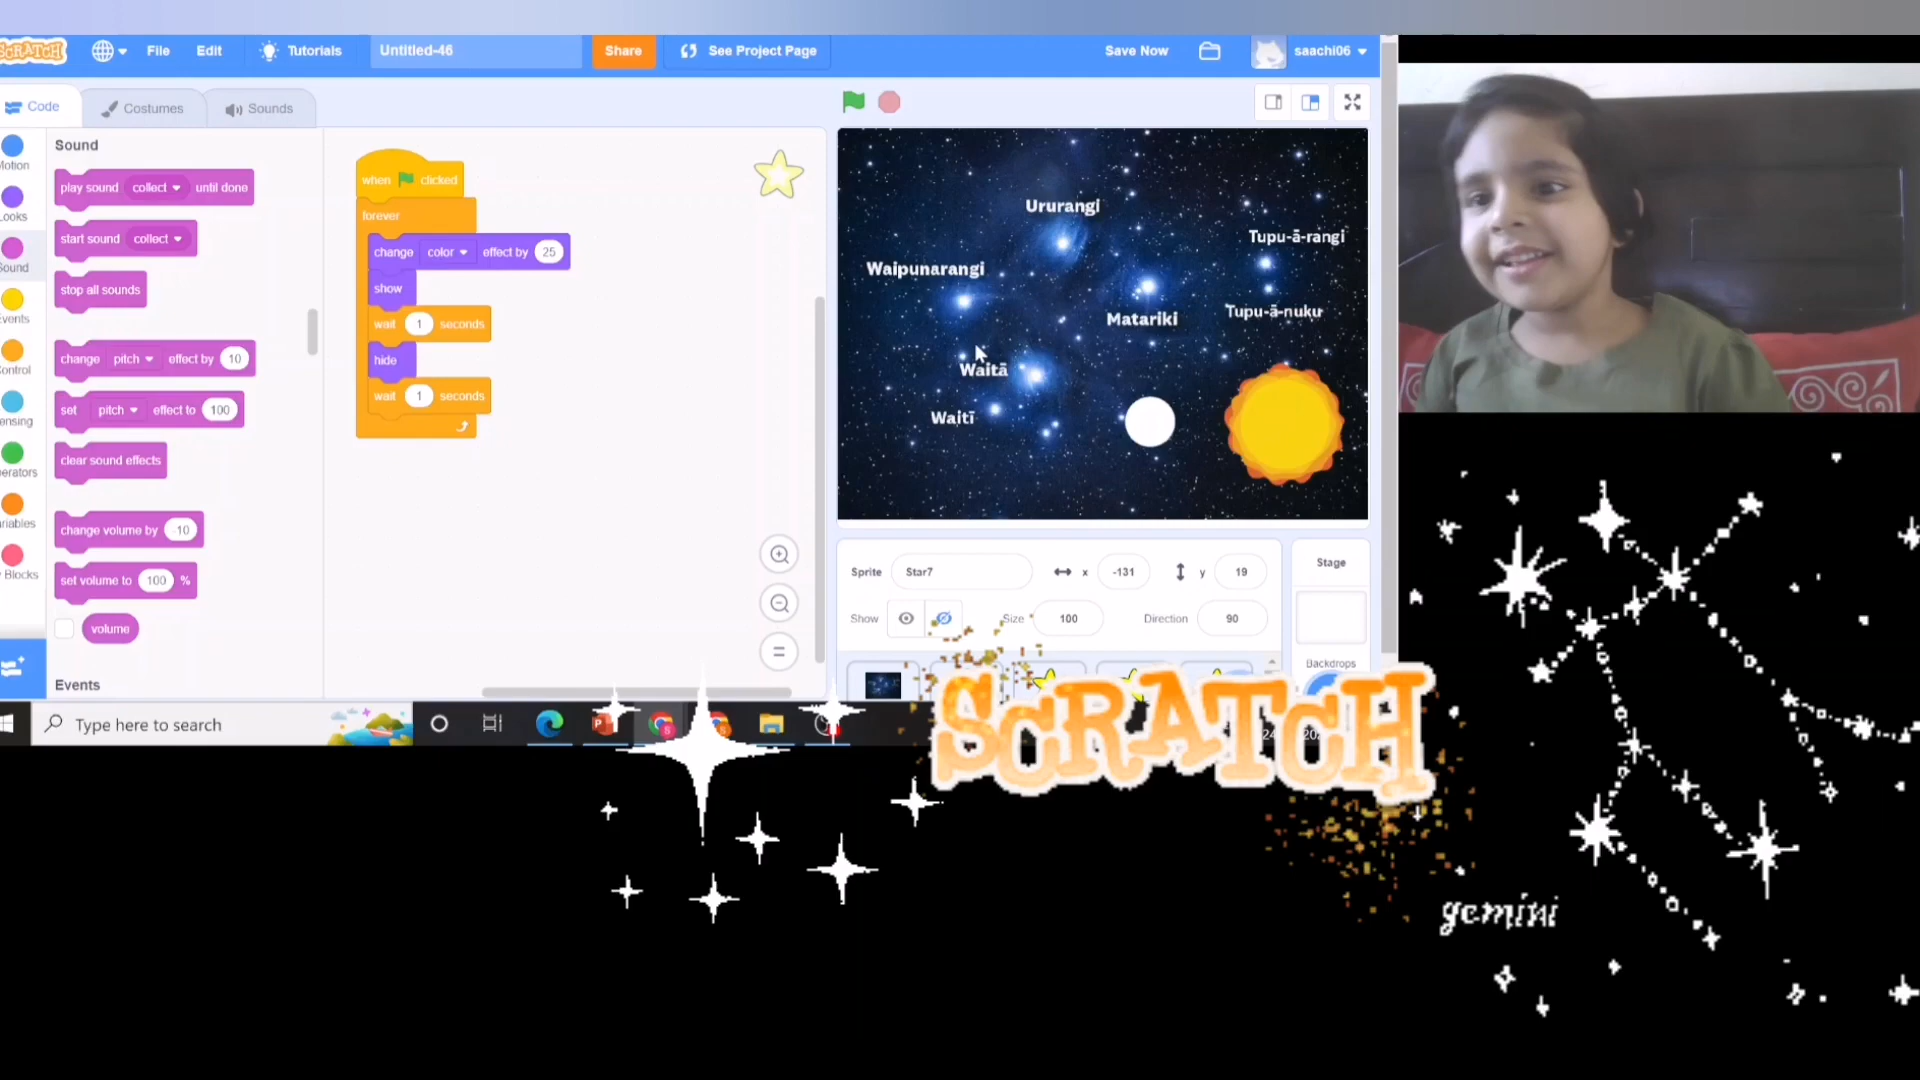 SCRATCH
File
Edit
Tutorials
Untitled-46
Share
See Project Page
Save Now
saachi06
Code
Costumes
Sounds
Motion
Looks
Sound
Events
Control
Sensing
Operators
Variables
Blocks
Sound
play sound collect until done
start sound collect
stop all sounds
change pitch effect by 10
set pitch effect to 100
clear sound effects
change volume by -10
set volume to 100 %
volume
Events
when clicked
forever
change color effect by 25
show
wait 1 seconds
hide
wait 1 seconds
Ururangi
Tupu-ā-rangi
Waipunarangi
Matariki
Tupu-ā-nuku
Waitā
Waitī
Sprite Star7 x -131 y 19
Show Size 100 Direction 90
Stage
Backdrops
Type here to search
SCRATCH
gemini